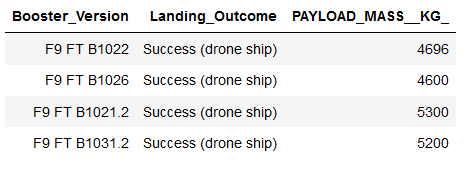 Booster_Version Landing_Outcome PAYLOAD_MASS__KG_
F9 FT B1022 Success (drone ship) 4696
F9 FT B1026 Success (drone ship) 4600
F9 FT B1021.2 Success (drone ship) 5300
F9 FT B1031.2 Success (drone ship) 5200